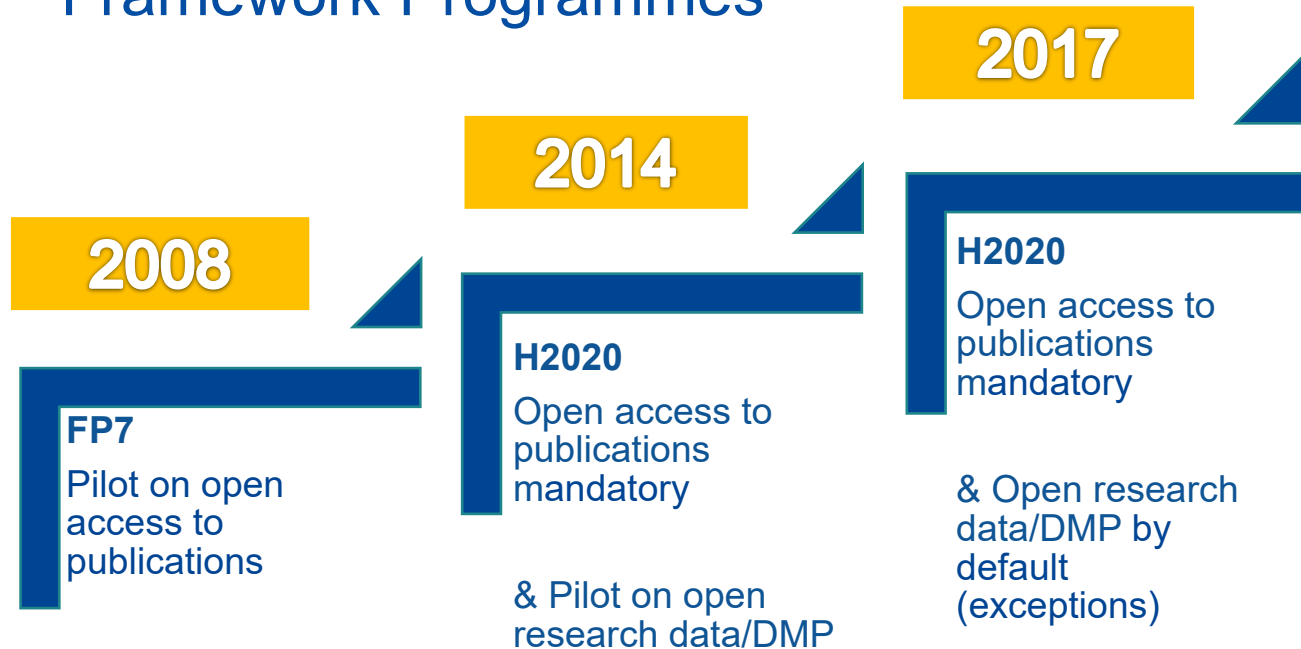 Framework Programmes
2008
FP7
Pilot on open
access to
publications
2014
H2020
Open access to
publications
mandatory
& Pilot on open
research data/DMP
2017
H2020
Open access to
publications
mandatory
& Open research
data/DMP by
default
(exceptions)